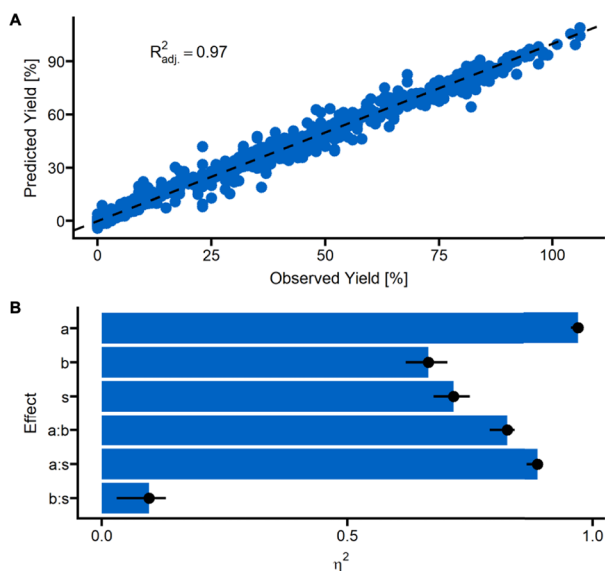 A
R²adj. = 0.97
Predicted Yield [%]
90
60
30
0
0 25 50 75 100
Observed Yield [%]
B
Effect
a
b
s
a:b
a:s
b:s
0.0 0.5 1.0
η²